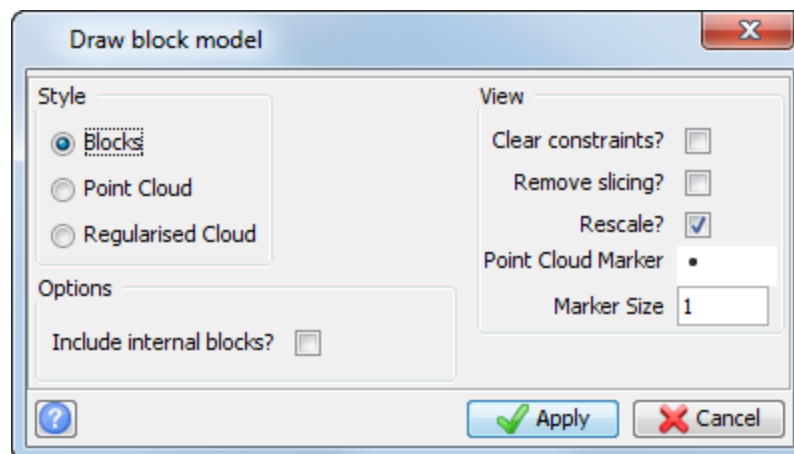 Draw block model
Style
Blocks
Point Cloud
Regularised Cloud
Options
Include internal blocks?
View
Clear constraints?
Remove slicing?
Rescale?
Point Cloud Marker
Marker Size 1
? Apply Cancel